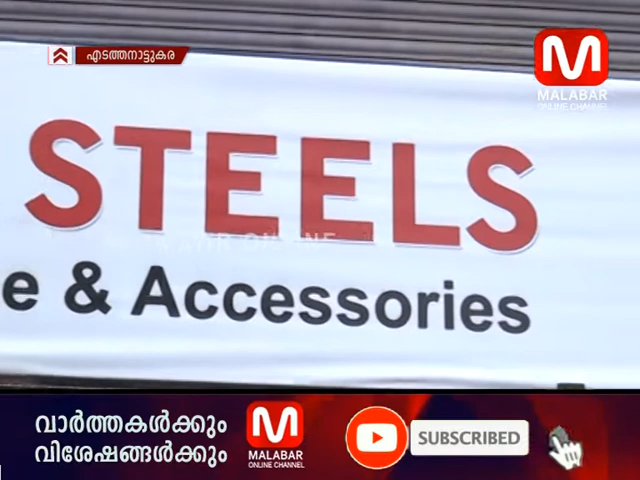 എടത്തനാട്ടുകര
M
MALABAR
ONLINE CHANNEL
STEELS
e & Accessories
വാർത്തകൾക്കും
വിശേഷങ്ങൾക്കും
M
MALABAR
ONLINE CHANNEL
SUBSCRIBED